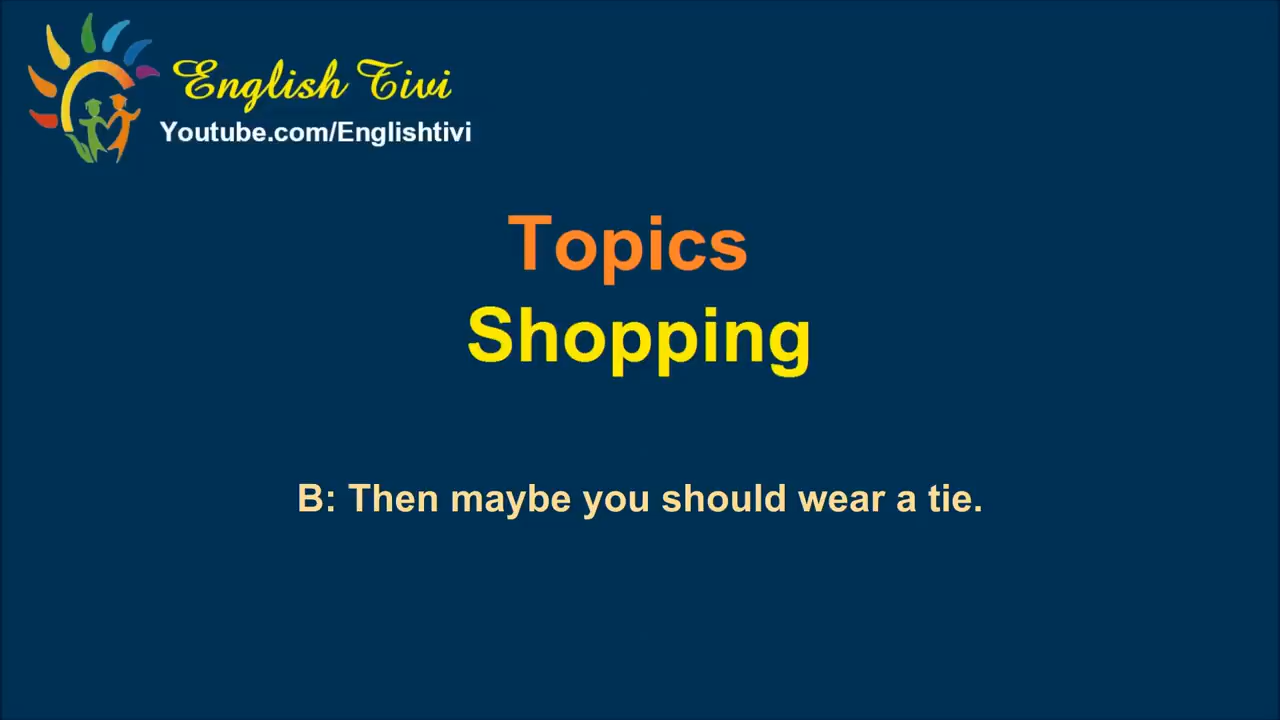 English Tivi
Youtube.com/Englishtivi
Topics
Shopping
B: Then maybe you should wear a tie.